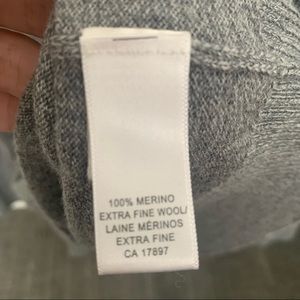 100% MERINO
EXTRA FINE WOOL/
LAINE MÉRINOS
EXTRA FINE
CA 17897